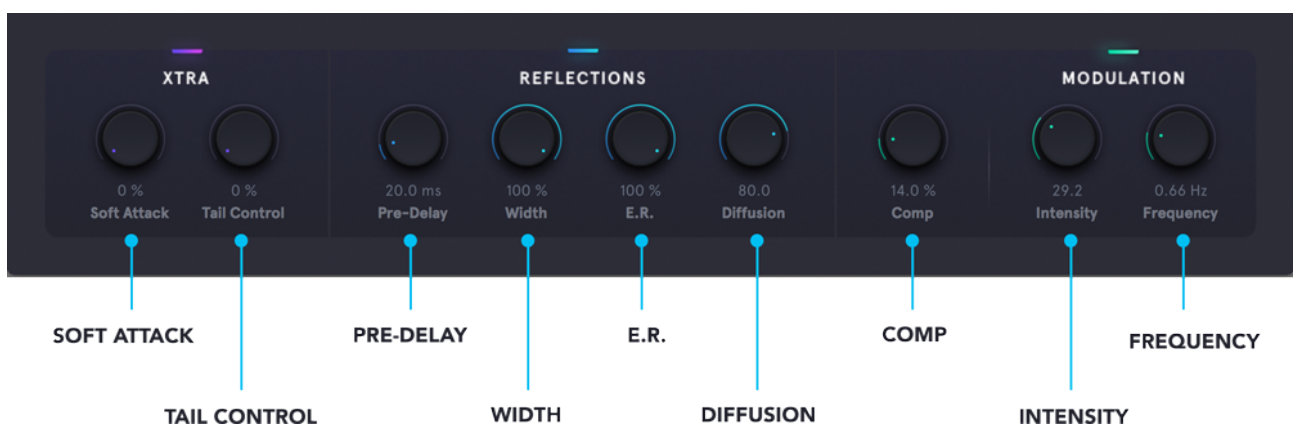 XTRA
REFLECTIONS
MODULATION
0 %
0 %
20.0 ms
100 %
100 %
80.0
14.0 %
29.2
0.66 Hz
Soft Attack
Tail Control
Pre-Delay
Width
E.R.
Diffusion
Comp
Intensity
Frequency
SOFT ATTACK
PRE-DELAY
E.R.
COMP
FREQUENCY
TAIL CONTROL
WIDTH
DIFFUSION
INTENSITY